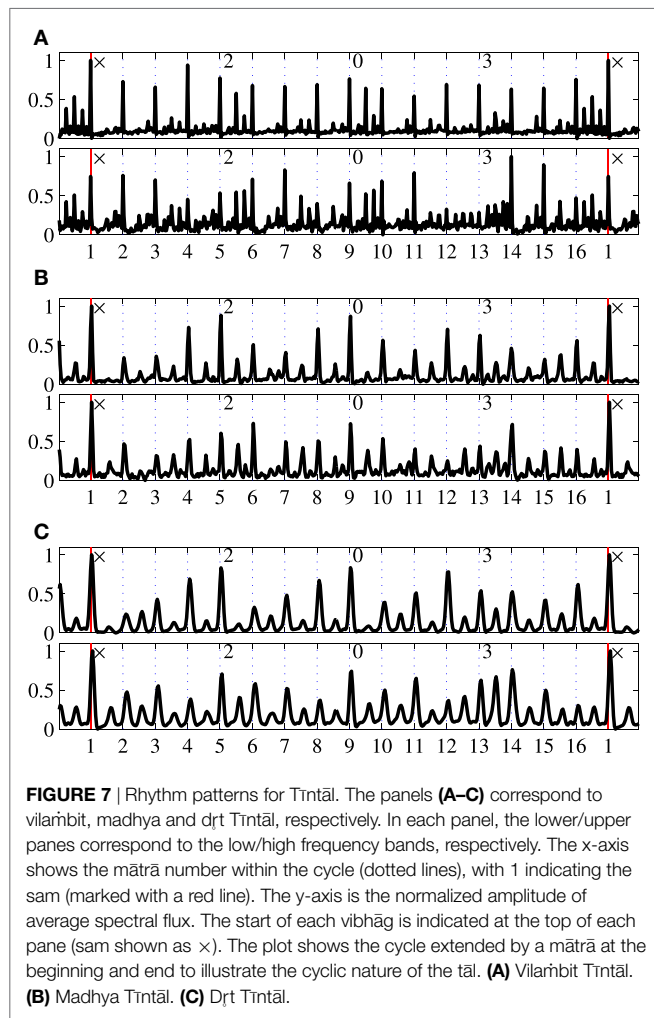 A
1 × 2 0 3 ×
0.5
0
1 × 2 0 3 ×
0.5
0
1 2 3 4 5 6 7 8 9 10 11 12 13 14 15 16 1
B
1 × 2 0 3 ×
0.5
0
1 × 2 0 3 ×
0.5
0
1 2 3 4 5 6 7 8 9 10 11 12 13 14 15 16 1
C
1 × 2 0 3 ×
0.5
0
1 × 2 0 3 ×
0.5
0
1 2 3 4 5 6 7 8 9 10 11 12 13 14 15 16 1
FIGURE 7 | Rhythm patterns for Tīntāl. The panels (A–C) correspond to
vilaṁbit, madhya and dr̥t Tīntāl, respectively. In each panel, the lower/upper
panes correspond to the low/high frequency bands, respectively. The x-axis
shows the mātrā number within the cycle (dotted lines), with 1 indicating the
sam (marked with a red line). The y-axis is the normalized amplitude of
average spectral flux. The start of each vibhāg is indicated at the top of each
pane (sam shown as ×). The plot shows the cycle extended by a mātrā at the
beginning and end to illustrate the cyclic nature of the tāl. (A) Vilaṁbit Tīntāl.
(B) Madhya Tīntāl. (C) Dr̥t Tīntāl.